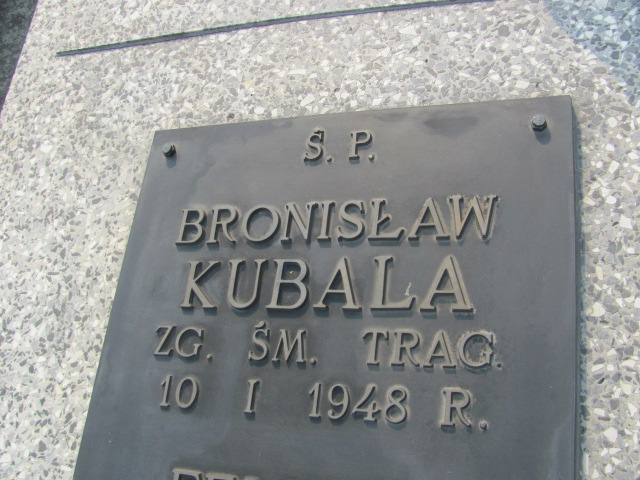 Ś. P.
BRONISŁAW
KUBALA
ZG. ŚM. TRAG.
10 I 1948 R.